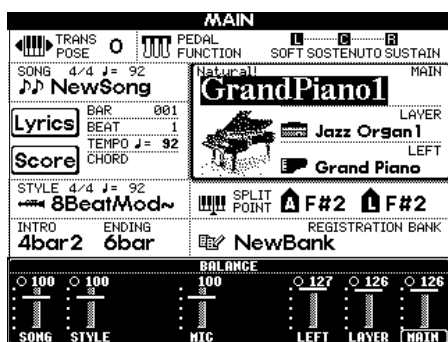 MAIN
TRANSPOSE 0
PEDAL FUNCTION
L C R
SOFT SOSTENUTO SUSTAIN
SONG 4/4 ♩= 92
NewSong
Natural! MAIN
GrandPiano1
Lyrics
BAR 001
BEAT 1
TEMPO ♩= 92
Score
CHORD
LAYER
Jazz Organ1
LEFT
Grand Piano
STYLE 4/4 ♩= 92
8BeatMod~
SPLIT POINT
A F#2 L F#2
INTRO ENDING
4bar2 6bar
REGISTRATION BANK
NewBank
BALANCE
100 100 100 127 126 126
SONG STYLE MIC LEFT LAYER MAIN